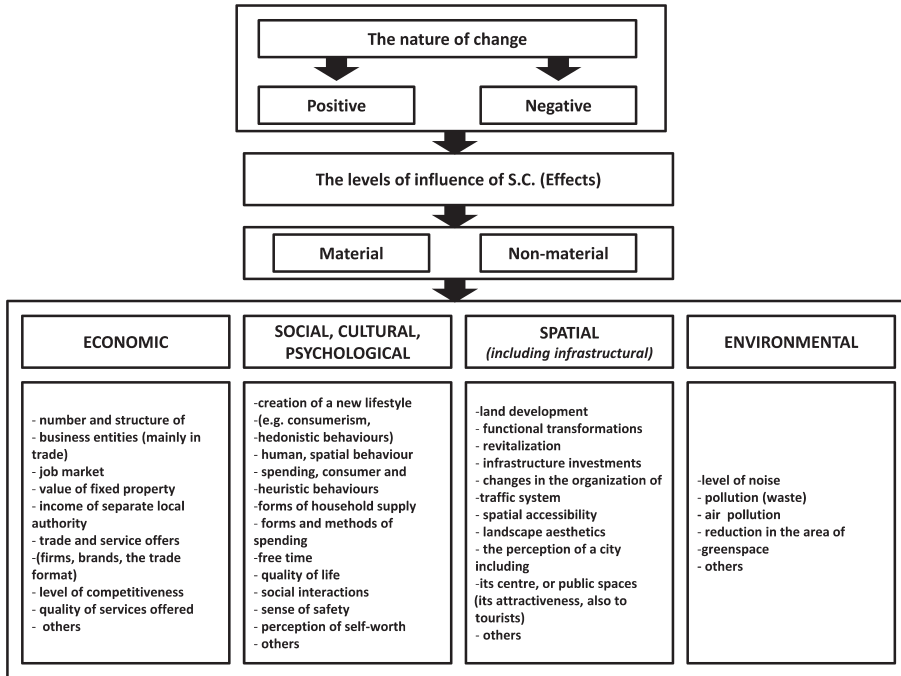 The nature of change
Positive
Negative
The levels of influence of S.C. (Effects)
Material
Non-material
ECONOMIC
- number and structure of
- business entities (mainly in
trade)
- job market
- value of fixed property
- income of separate local
authority
- trade and service offers
-(firms, brands, the trade
format)
- level of competitiveness
- quality of services offered
- others
SOCIAL, CULTURAL,
PSYCHOLOGICAL
-creation of a new lifestyle
-(e.g. consumerism,
- hedonistic behaviours)
- human, spatial behaviour
- spending, consumer and
-heuristic behaviours
-forms of household supply
- forms and methods of
spending
-free time
- quality of life
- social interactions
- sense of safety
- perception of self-worth
- others
SPATIAL
(including infrastructural)
-land development
- functional transformations
- revitalization
- infrastructure investments
- changes in the organization of
-traffic system
- spatial accessibility
- landscape aesthetics
- the perception of a city
including
-its centre, or public spaces
(its attractiveness, also to
tourists)
- others
ENVIRONMENTAL
-level of noise
- pollution (waste)
- air pollution
- reduction in the area of
-greenspace
- others